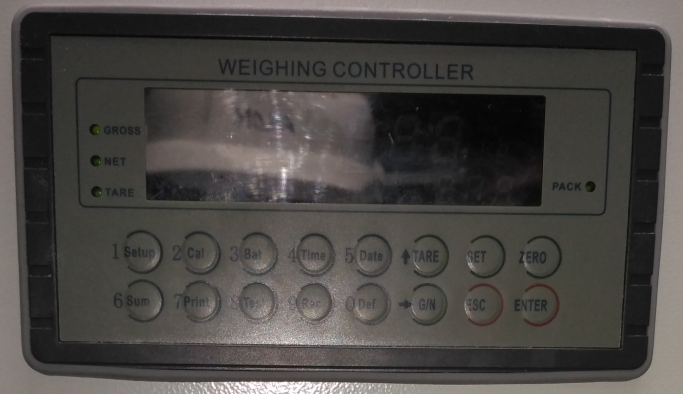 WEIGHING CONTROLLER
GROSS
NET
TARE
PACK
1 Setup 2 Cal 3 Bat 4 Time 5 Date TARE SET ZERO
6 Sum 7 Print 8 Test 9 Rec 0 Def G/N ESC ENTER